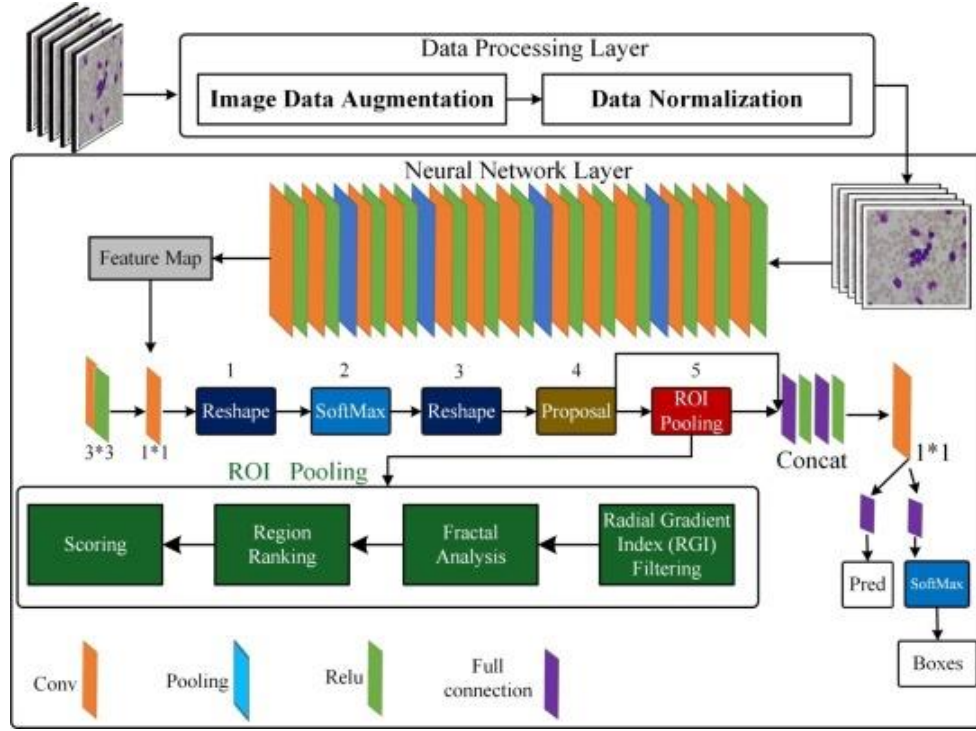 Data Processing Layer
Image Data Augmentation
Data Normalization
Neural Network Layer
Feature Map
1
2
3
4
5
Reshape
SoftMax
Reshape
Proposal
ROI
Pooling
3*3
1*1
Concat
1*1
ROI Pooling
Scoring
Region
Ranking
Fractal
Analysis
Radial Gradient
Index (RGI)
Filtering
Pred
SoftMax
Boxes
Conv
Pooling
Relu
Full
connection